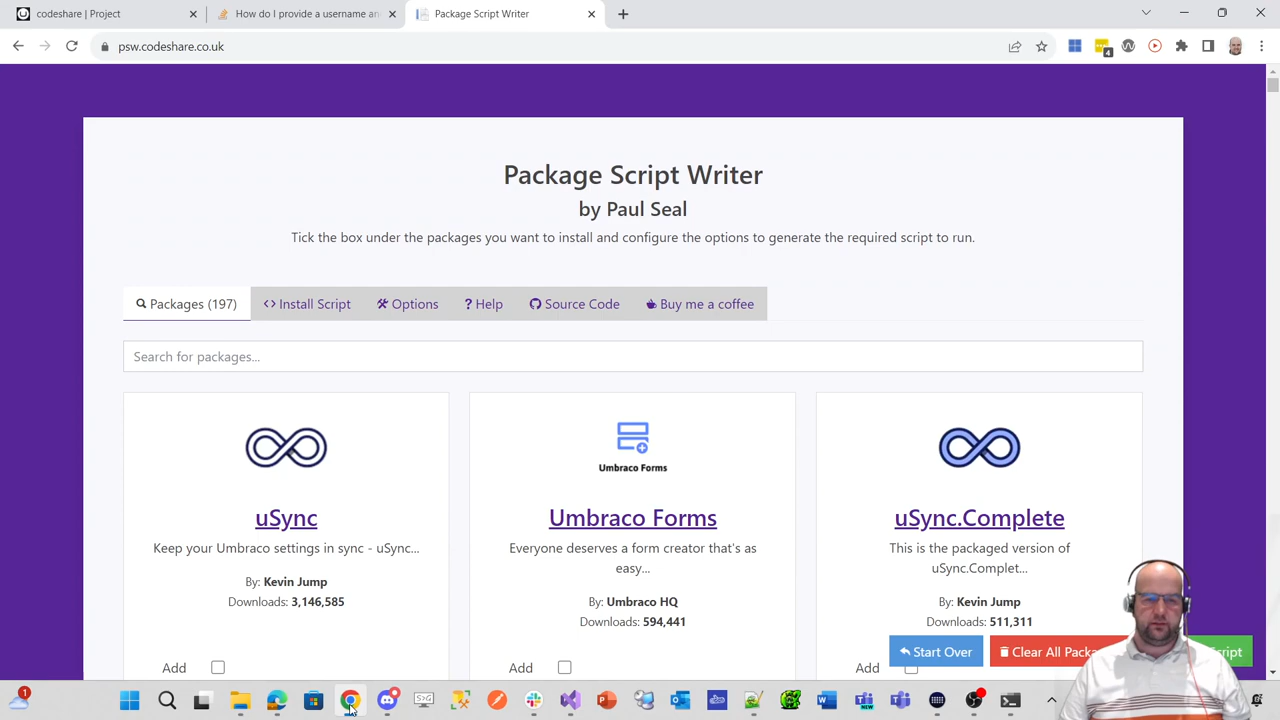 codeshare | Project
How do I provide a username an
Package Script Writer
psw.codeshare.co.uk
4
Package Script Writer
by Paul Seal
Tick the box under the packages you want to install and configure the options to generate the required script to run.
Packages (197)
Install Script
Options
? Help
Source Code
Buy me a coffee
Search for packages...
Umbraco Forms
uSync
Umbraco Forms
uSync.Complete
Keep your Umbraco settings in sync - uSync...
Everyone deserves a form creator that's as
easy...
This is the packaged version of
uSync.Complet...
By: Kevin Jump
Downloads: 3,146,585
By: Umbraco HQ
Downloads: 594,441
By: Kevin Jump
Downloads: 511,311
Add
Add
Add
Start Over
Clear All Packa
cript
1